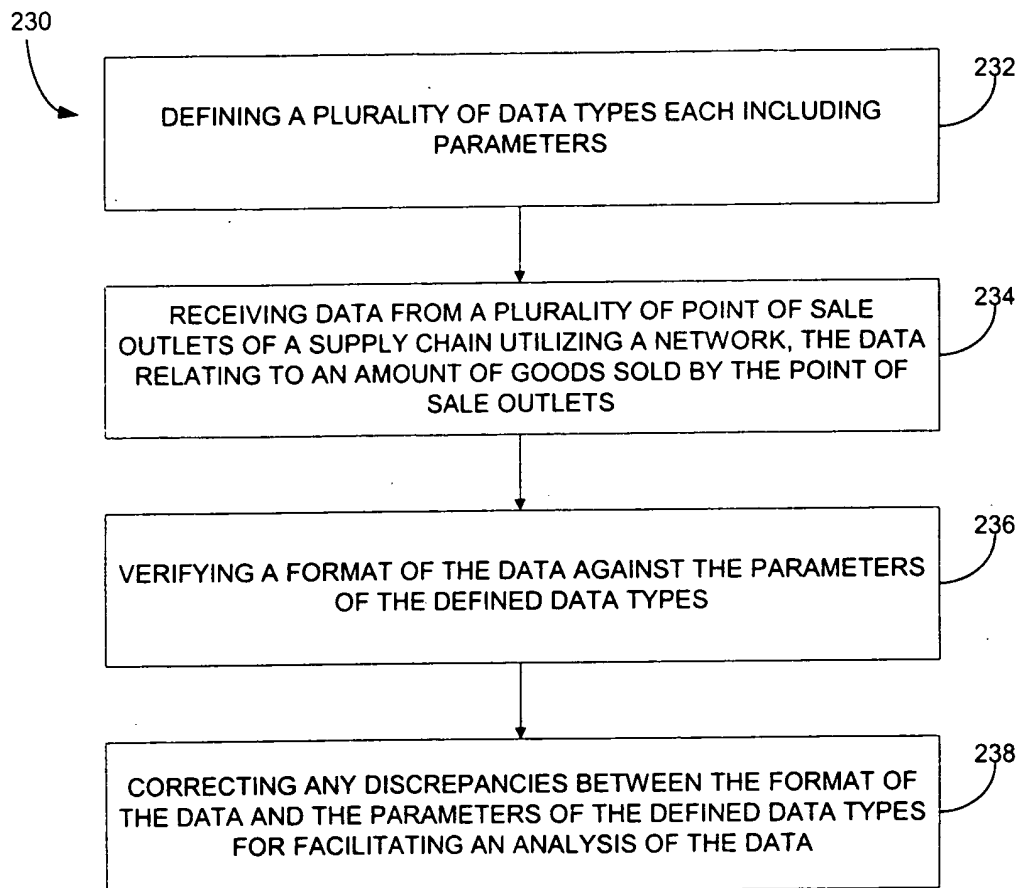 230
232
DEFINING A PLURALITY OF DATA TYPES EACH INCLUDING
PARAMETERS
234
RECEIVING DATA FROM A PLURALITY OF POINT OF SALE
OUTLETS OF A SUPPLY CHAIN UTILIZING A NETWORK, THE DATA
RELATING TO AN AMOUNT OF GOODS SOLD BY THE POINT OF
SALE OUTLETS
236
VERIFYING A FORMAT OF THE DATA AGAINST THE PARAMETERS
OF THE DEFINED DATA TYPES
238
CORRECTING ANY DISCREPANCIES BETWEEN THE FORMAT OF
THE DATA AND THE PARAMETERS OF THE DEFINED DATA TYPES
FOR FACILITATING AN ANALYSIS OF THE DATA